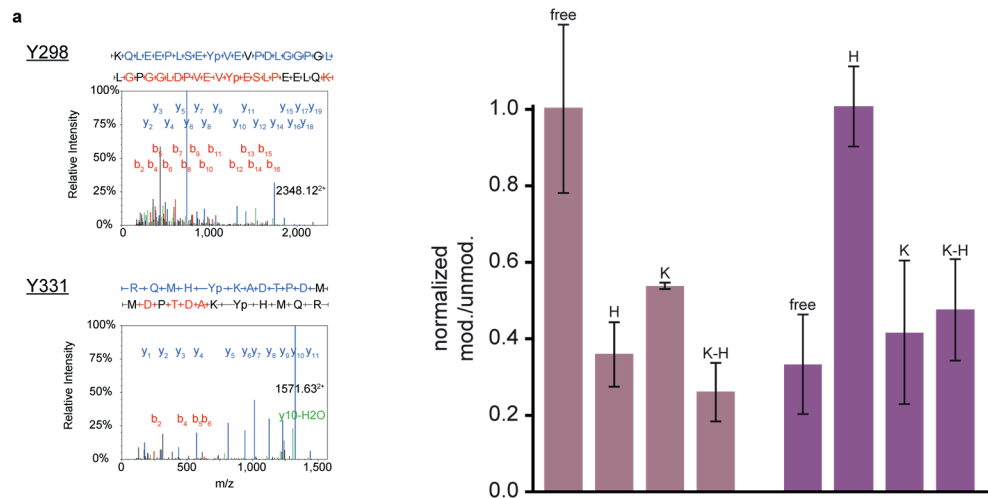 a
Y298
K Q L E E P L S E Yp V E V P D L G G P G L
L G P G G L D P V E V Yp E S L P E E L Q K
100%
75%
50%
25%
0%
Relative Intensity
y3 y5 y7 y9 y11 y15 y17 y19
y2 y4 y6 y8 y10 y12 y14 y16 y18
b5 b7 b9 b11 b13 b15
b2 b4 b6 b8 b10 b12 b14 b16
2348.12²⁺
0 1,000 2,000
Y331
R Q M H Yp K A D T P D M
M D P T D A K Yp H M Q R
100%
75%
50%
25%
0%
Relative Intensity
y1 y2 y3 y4 y5 y6 y7 y8 y9 y10 y11
1571.63²⁺
b2 b4 b5 b6
y10-H2O
0 500 1,000 1,500
m/z
normalized
mod./unmod.
1.0
0.8
0.6
0.4
0.2
0.0
free
H
K
K-H
free
H
K
K-H